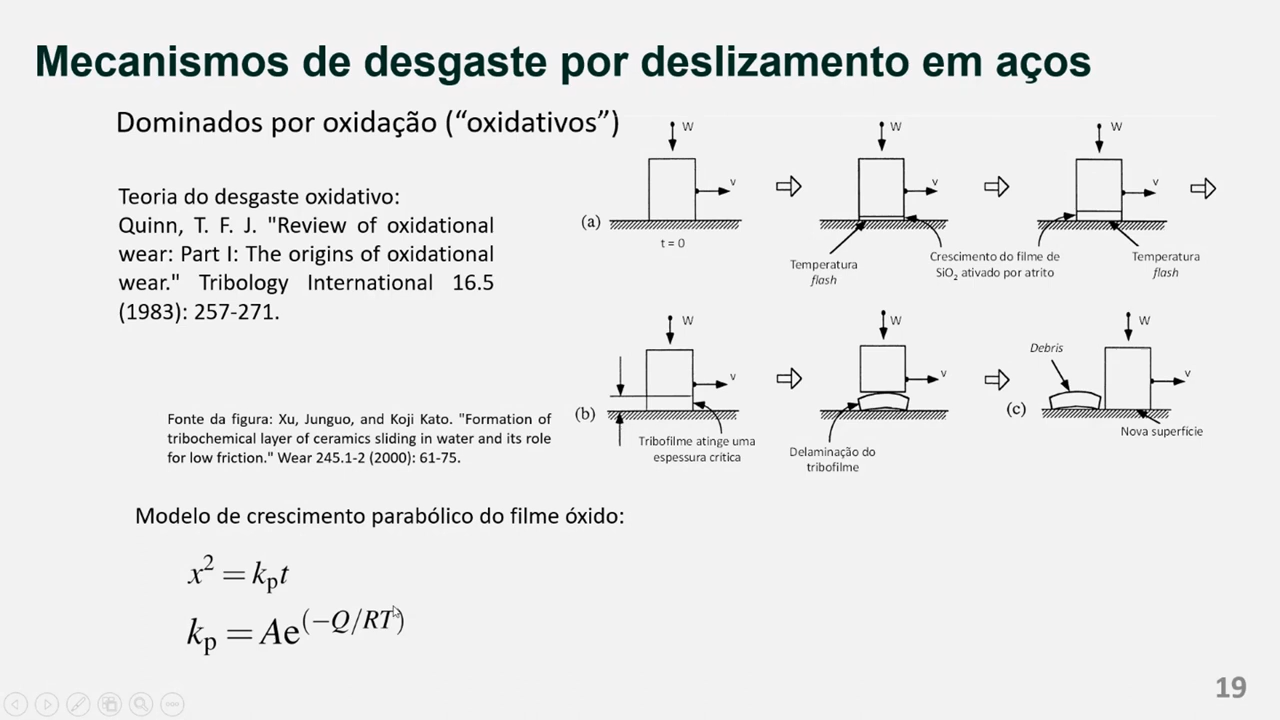 Mecanismos de desgaste por deslizamento em aços
Dominados por oxidação (“oxidativos”)
Teoria do desgaste oxidativo:
Quinn, T. F. J. "Review of oxidational
wear: Part I: The origins of oxidational
wear." Tribology International 16.5
(1983): 257-271.
W
W
W
v
v
v
(a)
t = 0
Temperatura
flash
Crescimento do filme de
SiO₂ ativado por atrito
Temperatura
flash
W
W
W
Debris
v
v
v
(b)
(c)
Tribofilme atinge uma
espessura critica
Delaminação do
tribofilme
Nova superfície
Fonte da figura: Xu, Junguo, and Koji Kato. "Formation of
tribochemical layer of ceramics sliding in water and its role
for low friction." Wear 245.1-2 (2000): 61-75.
Modelo de crescimento parabólico do filme óxido:
x² = kₚt
kₚ = Ae^(−Q/RT)
19